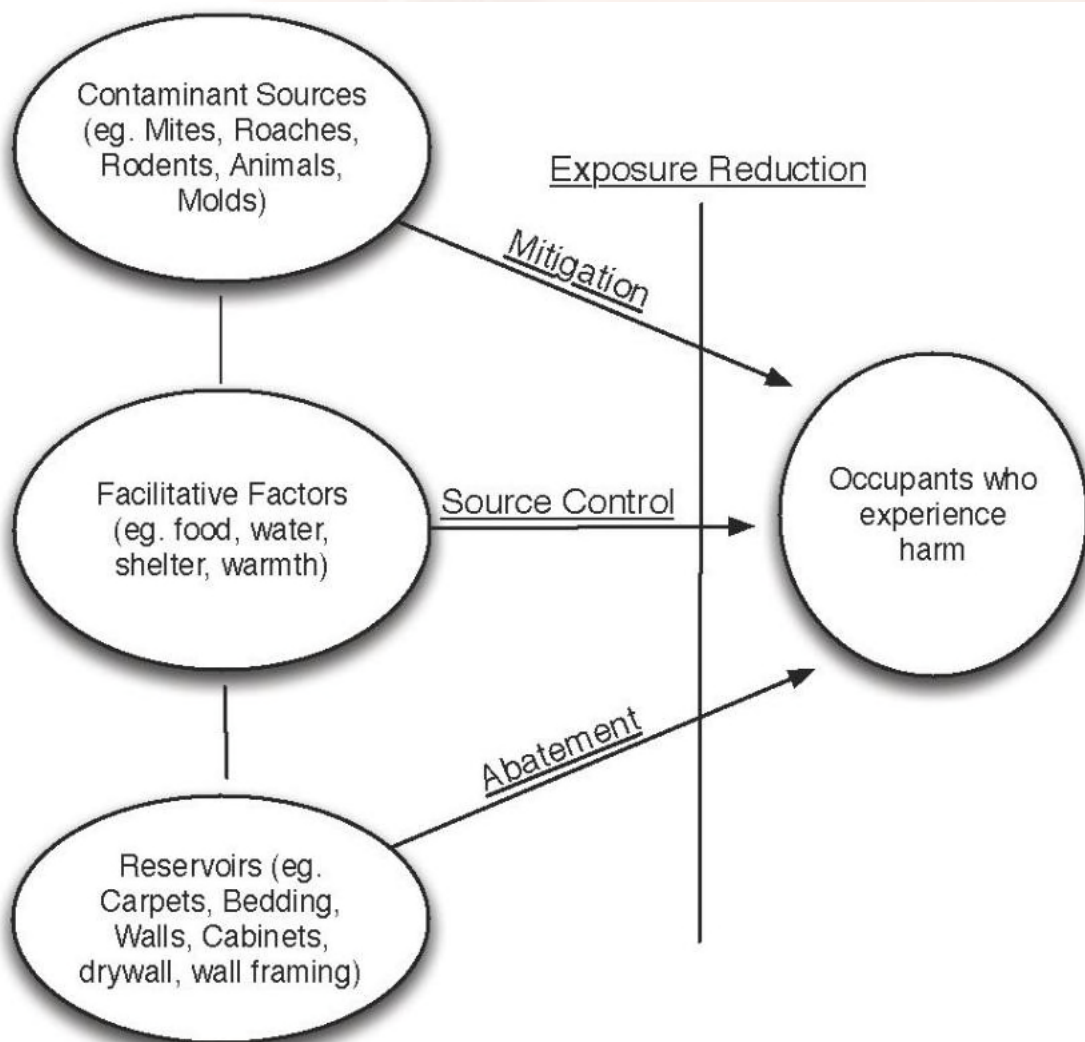 Contaminant Sources
(eg. Mites, Roaches,
Rodents, Animals,
Molds)
Exposure Reduction
Mitigation
Facilitative Factors
(eg. food, water,
shelter, warmth)
Source Control
Occupants who
experience
harm
Abatement
Reservoirs (eg.
Carpets, Bedding,
Walls, Cabinets,
drywall, wall framing)